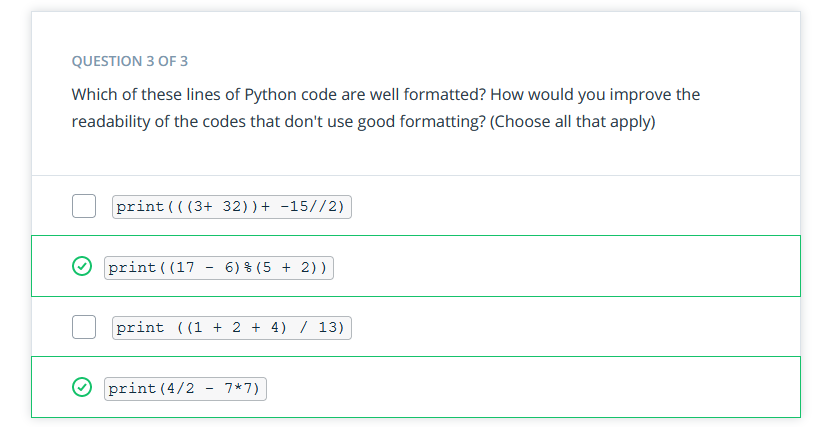 QUESTION 3 OF 3
Which of these lines of Python code are well formatted? How would you improve the
readability of the codes that don't use good formatting? (Choose all that apply)
print(((3+ 32))+ -15//2)
print((17 - 6)%(5 + 2))
print ((1 + 2 + 4) / 13)
print(4/2 - 7*7)